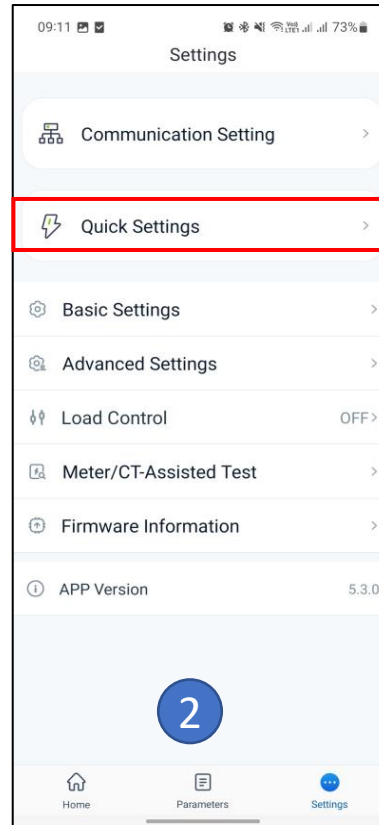 09:11 73%
Settings
Communication Setting
Quick Settings
Basic Settings
Advanced Settings
Load Control OFF
Meter/CT-Assisted Test
Firmware Information
APP Version 5.3.0
2
Home Parameters Settings